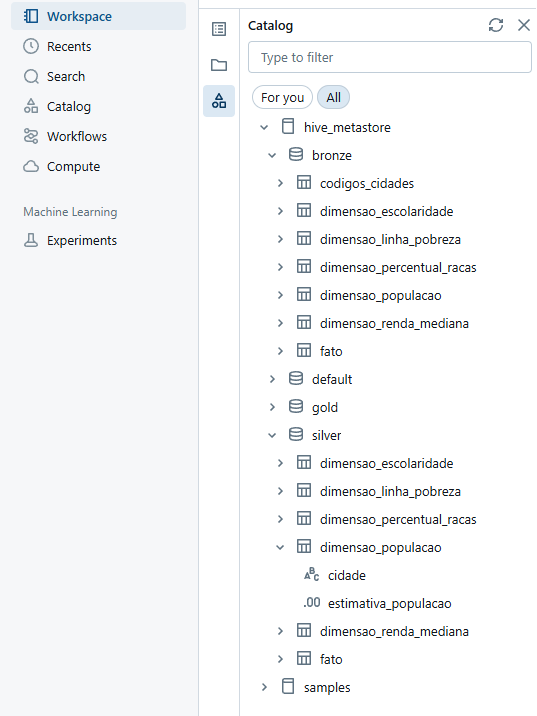 Workspace
Recents
Search
Catalog
Workflows
Compute
Machine Learning
Experiments
Catalog
Type to filter
For you
All
hive_metastore
bronze
codigos_cidades
dimensao_escolaridade
dimensao_linha_pobreza
dimensao_percentual_racas
dimensao_populacao
dimensao_renda_mediana
fato
default
gold
silver
dimensao_escolaridade
dimensao_linha_pobreza
dimensao_percentual_racas
dimensao_populacao
ABC cidade
.00 estimativa_populacao
dimensao_renda_mediana
fato
samples